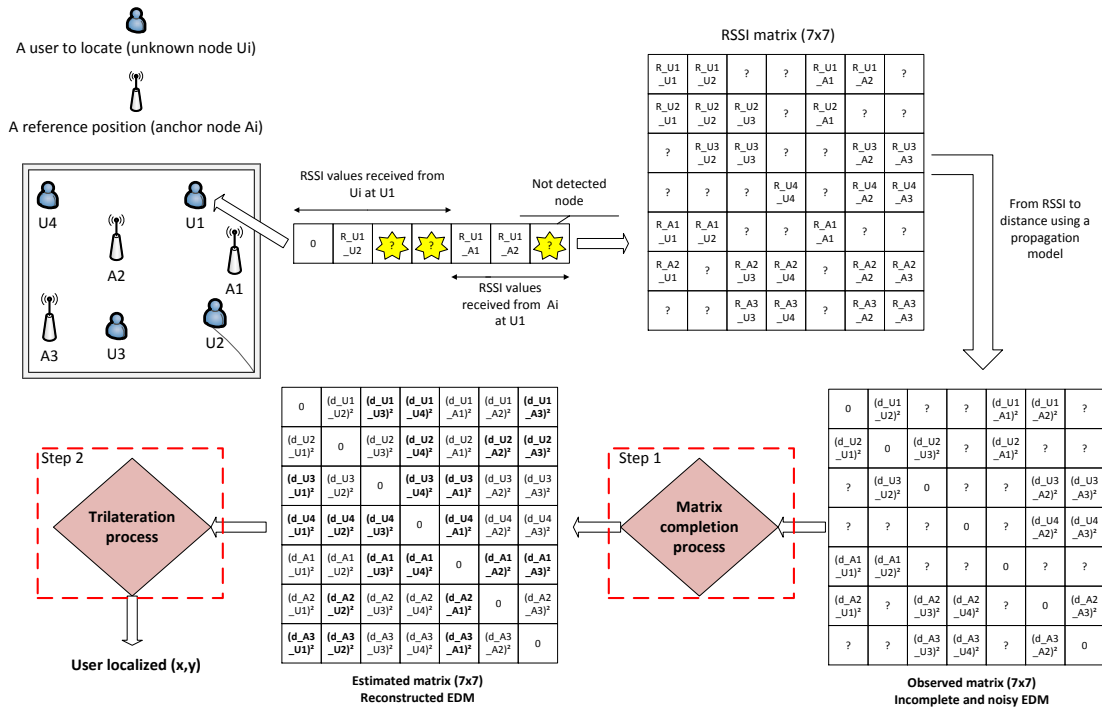 A user to locate (unknown node Ui)
A reference position (anchor node Ai)
U4
U1
A2
A1
A3
U3
U2
RSSI values received from
Ui at U1
Not detected
node
0 R_U1 _U2 ? ? R_U1 _A1 R_U1 _A2 ?
RSSI values
received from Ai
at U1
RSSI matrix (7x7)
R_U1 _U1 R_U1 _U2 ? ? R_U1 _A1 R_U1 _A2 ?
R_U2 _U1 R_U2 _U2 R_U2 _U3 ? R_U2 _A1 ? ?
? R_U3 _U2 R_U3 _U3 ? ? R_U3 _A2 R_U3 _A3
? ? ? R_U4 _U4 ? R_U4 _A2 R_U4 _A3
R_A1 _U1 R_A1 _U2 ? ? R_A1 _A1 ? ?
R_A2 _U1 ? R_A2 _U3 R_A2 _U4 ? R_A2 _A2 R_A2 _A3
? ? R_A3 _U3 R_A3 _U4 ? R_A3 _A2 R_A3 _A3
From RSSI to
distance using a
propagation
model
0 (d_U1 _U2)² ? ? (d_U1 _A1)² (d_U1 _A2)² ?
(d_U2 _U1)² 0 (d_U2 _U3)² ? (d_U2 _A1)² ? ?
? (d_U3 _U2)² 0 ? ? (d_U3 _A2)² (d_U3 _A3)²
? ? ? 0 ? (d_U4 _A2)² (d_U4 _A3)²
(d_A1 _U1)² (d_A1 _U2)² ? ? 0 ? ?
(d_A2 _U1)² ? (d_A2 _U3)² (d_A2 _U4)² ? 0 (d_A2 _A3)²
? ? (d_A3 _U3)² (d_A3 _U4)² ? (d_A3 _A2)² 0
Observed matrix (7x7)
Incomplete and noisy EDM
Step 1
Matrix
completion
process
0 (d_U1 _U2)² (d_U1 _U3)² (d_U1 _U4)² (d_U1 _A1)² (d_U1 _A2)² (d_U1 _A3)²
(d_U2 _U1)² 0 (d_U2 _U3)² (d_U2 _U4)² (d_U2 _A1)² (d_U2 _A2)² (d_U2 _A3)²
(d_U3 _U1)² (d_U3 _U2)² 0 (d_U3 _U4)² (d_U3 _A1)² (d_U3 _A2)² (d_U3 _A3)²
(d_U4 _U1)² (d_U4 _U2)² (d_U4 _U3)² 0 (d_U4 _A1)² (d_U4 _A2)² (d_U4 _A3)²
(d_A1 _U1)² (d_A1 _U2)² (d_A1 _U3)² (d_A1 _U4)² 0 (d_A1 _A2)² (d_A1 _A3)²
(d_A2 _U1)² (d_A2 _U2)² (d_A2 _U3)² (d_A2 _U4)² (d_A2 _A1)² 0 (d_A2 _A3)²
(d_A3 _U1)² (d_A3 _U2)² (d_A3 _U3)² (d_A3 _U4)² (d_A3 _A1)² (d_A3 _A2)² 0
Estimated matrix (7x7)
Reconstructed EDM
Step 2
Trilateration
process
User localized (x,y)